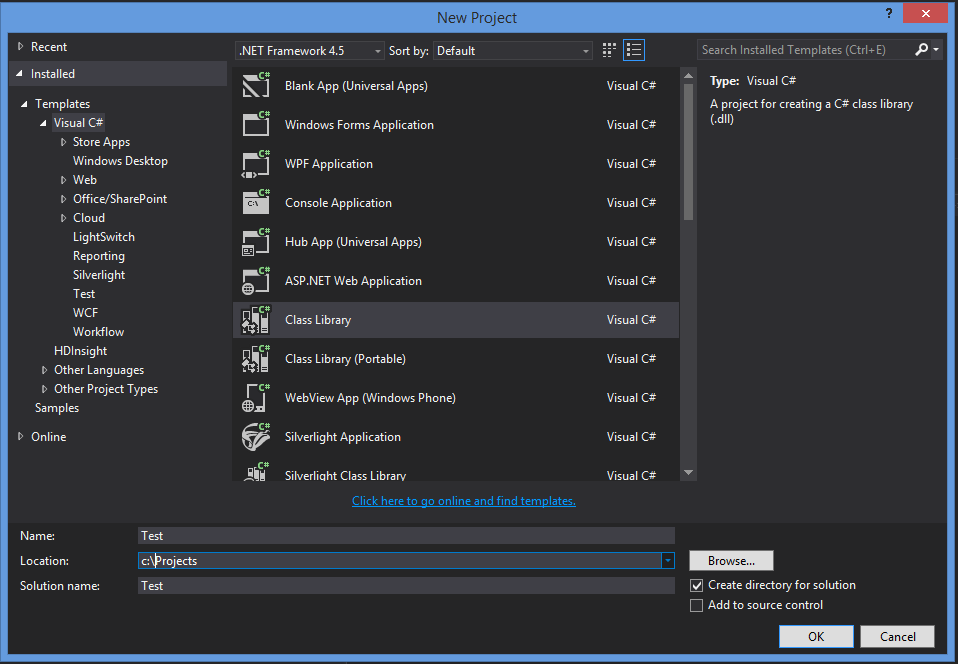 New Project
?
Recent
Installed
Templates
Visual C#
Store Apps
Windows Desktop
Web
Office/SharePoint
Cloud
LightSwitch
Reporting
Silverlight
Test
WCF
Workflow
HDInsight
Other Languages
Other Project Types
Samples
Online
.NET Framework 4.5 Sort by: Default
Search Installed Templates (Ctrl+E)
C# Blank App (Universal Apps) Visual C#
C# Windows Forms Application Visual C#
C# WPF Application Visual C#
C# C:\ Console Application Visual C#
C# Hub App (Universal Apps) Visual C#
C# ASP.NET Web Application Visual C#
C# Class Library Visual C#
C# Class Library (Portable) Visual C#
C# WebView App (Windows Phone) Visual C#
C# Silverlight Application Visual C#
C# Silverlight Class Library Visual C#
Click here to go online and find templates.
Type: Visual C#
A project for creating a C# class library
(.dll)
Name: Test
Location: c:\Projects Browse...
Solution name: Test
Create directory for solution
Add to source control
OK Cancel